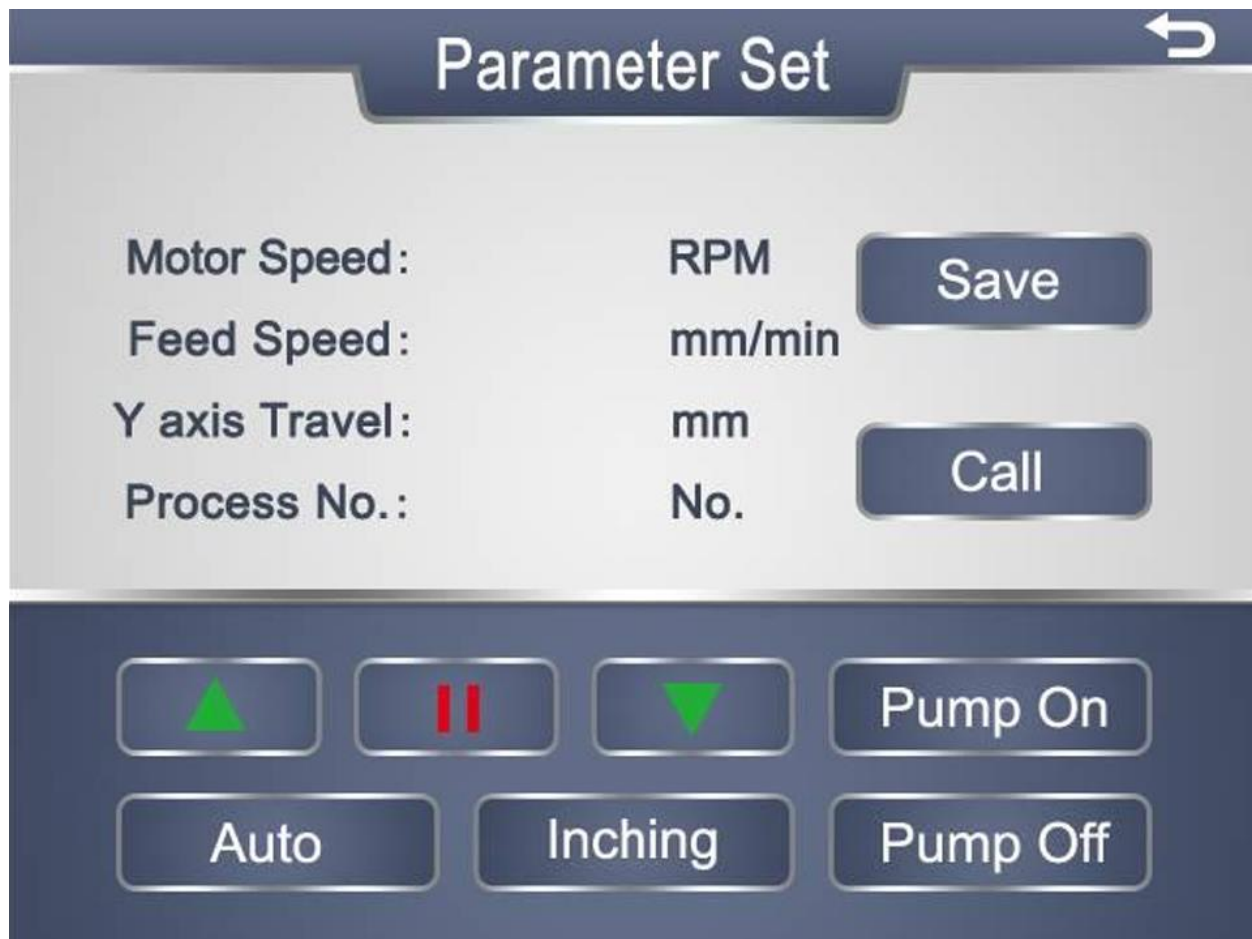 Parameter Set
Motor Speed: RPM
Save
Feed Speed: mm/min
Y axis Travel: mm
Call
Process No.: No.
Pump On
Auto Inching Pump Off